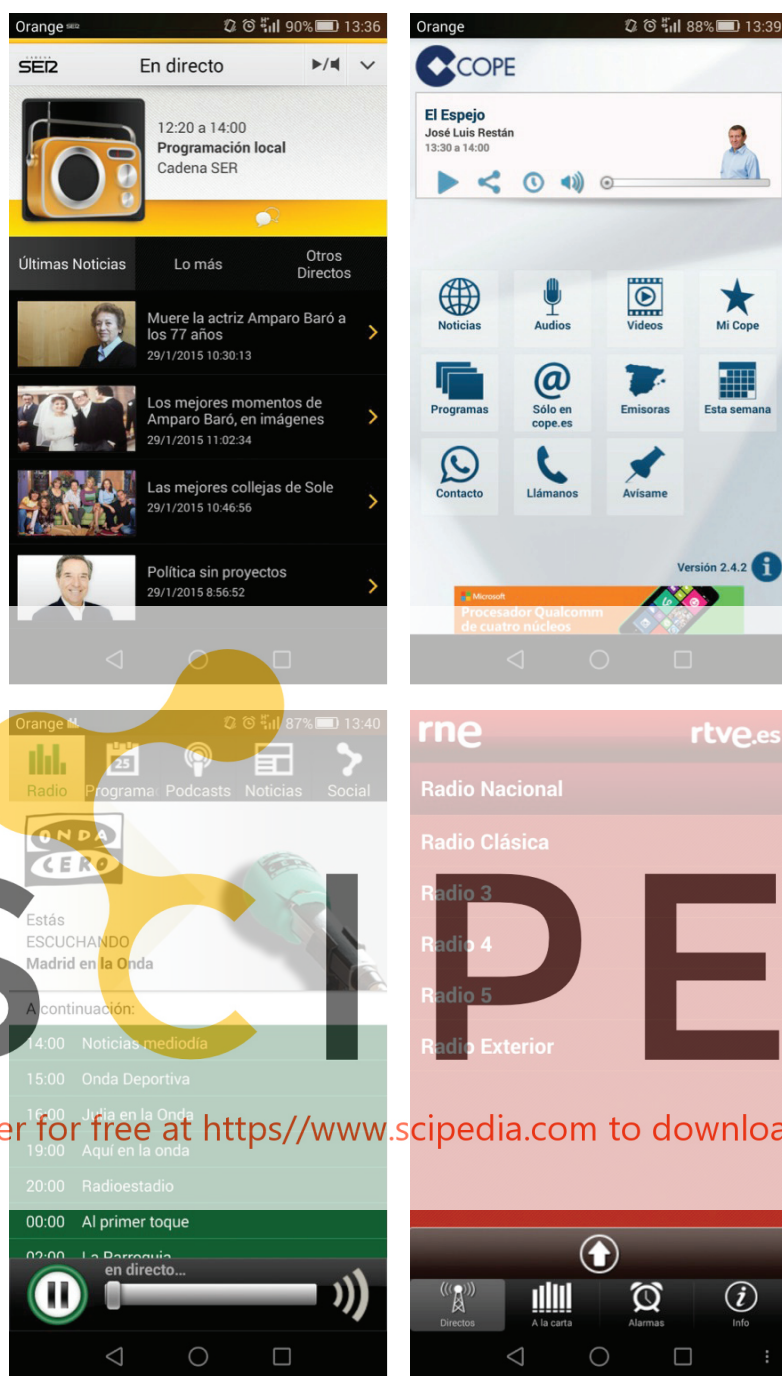 Orange
90% 13:36
CADENA
SER
En directo
12:20 a 14:00
Programación local
Cadena SER
Últimas Noticias
Lo más
Otros
Directos
Muere la actriz Amparo Baró a
los 77 años
29/1/2015 10:30:13
Los mejores momentos de
Amparo Baró, en imágenes
29/1/2015 11:02:34
Las mejores collejas de Sole
29/1/2015 10:46:56
Política sin proyectos
29/1/2015 8:56:52
Orange
88% 13:39
COPE
El Espejo
José Luis Restán
13:30 a 14:00
Noticias
Audios
Videos
Mi Cope
Programas
Sólo en
cope.es
Emisoras
Esta semana
Contacto
Llámanos
Avísame
Versión 2.4.2
Microsoft
Procesador Qualcomm
de cuatro núcleos
Orange
87% 13:40
Radio
25
Programa
Podcasts
Noticias
Social
ONDA
CERO
Estás
ESCUCHANDO
Madrid en la Onda
A continuación:
14:00 Noticias mediodía
15:00 Onda Deportiva
16:00 Julia en la Onda
19:00 Aquí en la onda
20:00 Radioestadio
00:00 Al primer toque
02:00 La Parroquia
en directo...
rne
rtve.es
Radio Nacional
Radio Clásica
Radio 3
Radio 4
Radio 5
Radio Exterior
Directos
A la carta
Alarmas
Info
SCIPE
er for free at https//www.scipedia.com to downloa